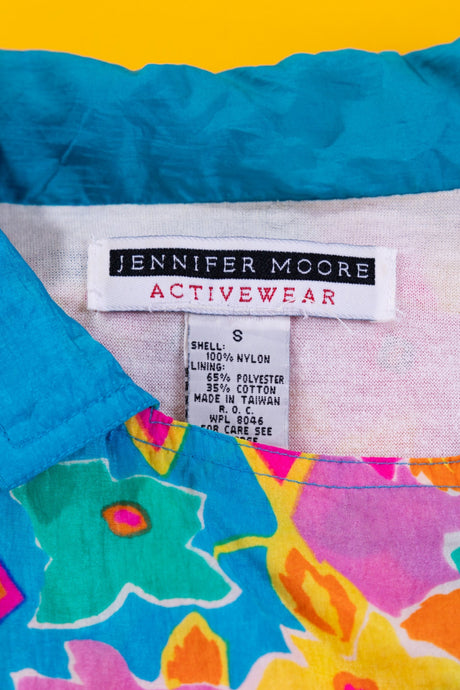 JENNIFER MOORE
ACTIVEWEAR
S
SHELL:
100% NYLON
LINING:
65% POLYESTER
35% COTTON
MADE IN TAIWAN
R. O. C.
WPL 8046
FOR CARE SEE